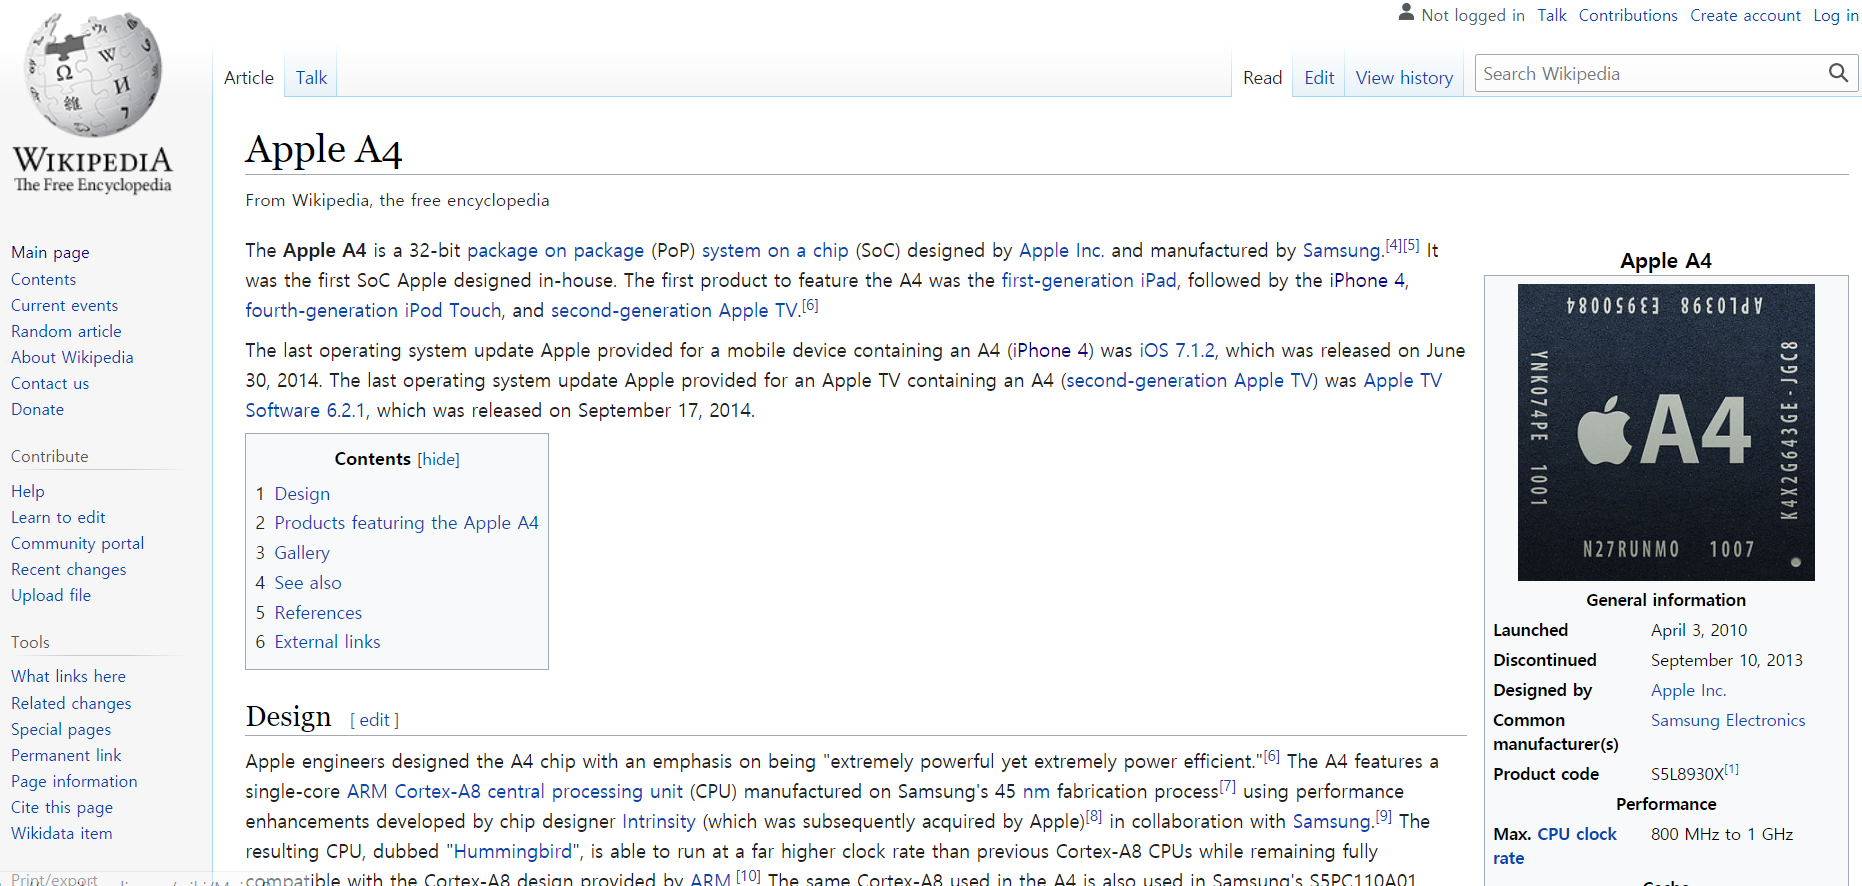 Not logged in Talk Contributions Create account Log in
Article Talk Read Edit View history Search Wikipedia
WIKIPEDIA
The Free Encyclopedia
Main page
Contents
Current events
Random article
About Wikipedia
Contact us
Donate
Contribute
Help
Learn to edit
Community portal
Recent changes
Upload file
Tools
What links here
Related changes
Special pages
Permanent link
Page information
Cite this page
Wikidata item
Print/export
Apple A4
From Wikipedia, the free encyclopedia
The Apple A4 is a 32-bit package on package (PoP) system on a chip (SoC) designed by Apple Inc. and manufactured by Samsung.[4][5] It
was the first SoC Apple designed in-house. The first product to feature the A4 was the first-generation iPad, followed by the iPhone 4,
fourth-generation iPod Touch, and second-generation Apple TV.[6]
The last operating system update Apple provided for a mobile device containing an A4 (iPhone 4) was iOS 7.1.2, which was released on June
30, 2014. The last operating system update Apple provided for an Apple TV containing an A4 (second-generation Apple TV) was Apple TV
Software 6.2.1, which was released on September 17, 2014.
Contents [hide]
1 Design
2 Products featuring the Apple A4
3 Gallery
4 See also
5 References
6 External links
Design [ edit ]
Apple engineers designed the A4 chip with an emphasis on being "extremely powerful yet extremely power efficient."[6] The A4 features a
single-core ARM Cortex-A8 central processing unit (CPU) manufactured on Samsung's 45 nm fabrication process[7] using performance
enhancements developed by chip designer Intrinsity (which was subsequently acquired by Apple)[8] in collaboration with Samsung.[9] The
resulting CPU, dubbed "Hummingbird", is able to run at a far higher clock rate than previous Cortex-A8 CPUs while remaining fully
compatible with the Cortex-A8 design provided by ARM.[10] The same Cortex-A8 used in the A4 is also used in Samsung's S5PC110A01
Apple A4
APL0398 E3950084
YNK074PE 1001
A4
K4X2G643GE-JGC8
N27RUNMO 1007
General information
Launched April 3, 2010
Discontinued September 10, 2013
Designed by Apple Inc.
Common Samsung Electronics
manufacturer(s)
Product code S5L8930X[1]
Performance
Max. CPU clock 800 MHz to 1 GHz
rate
Cache